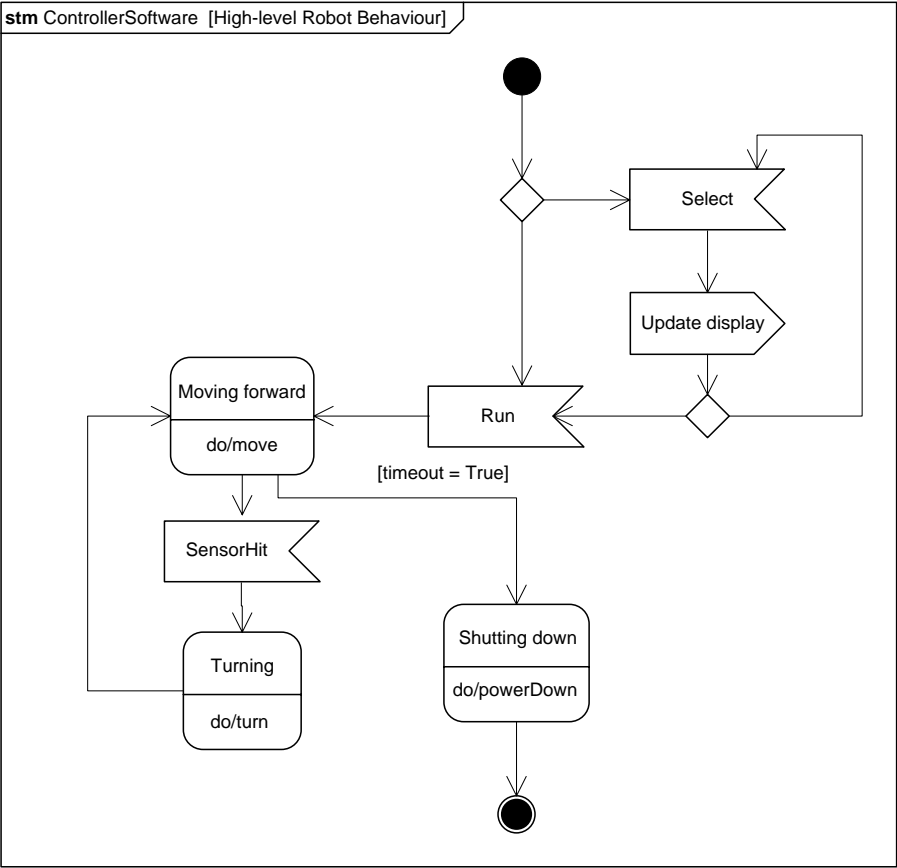 stm ControllerSoftware [High-level Robot Behaviour]
Select
Update display
Moving forward
do/move
Run
[timeout = True]
SensorHit
Shutting down
do/powerDown
Turning
do/turn